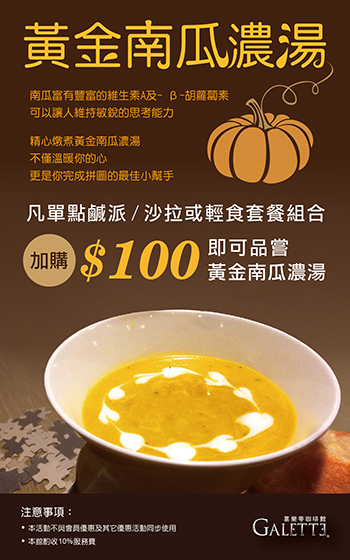 黃金南瓜濃湯
南瓜富有豐富的維生素A及- β-胡蘿蔔素
可以讓人維持敏銳的思考能力
精心燉煮黃金南瓜濃湯
不僅溫暖你的心
更是你完成拼圖的最佳小幫手
凡單點鹹派 / 沙拉或輕食套餐組合
加購 $100 即可品嘗
黃金南瓜濃湯
注意事項：
• 本活動不與會員優惠及其它優惠活動同步使用
• 本館酌收10%服務費
葛樂蒂咖啡館
GALETTE